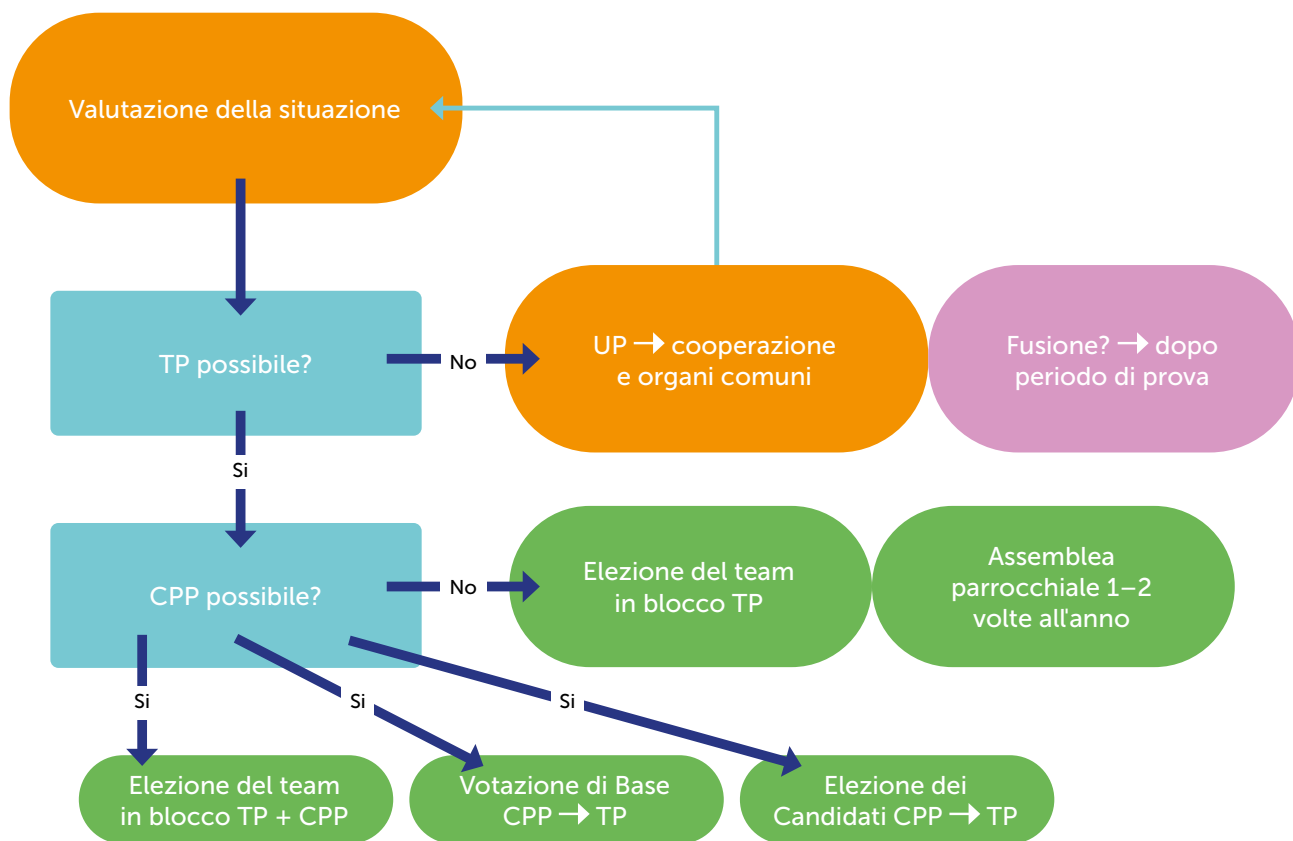 Valutazione della situazione
TP possibile?
No
UP → cooperazione
e organi comuni
Fusione? → dopo
periodo di prova
Si
CPP possibile?
No
Elezione del team
in blocco TP
Assemblea
parrocchiale 1–2
volte all'anno
Si
Si
Si
Elezione del team
in blocco TP + CPP
Votazione di Base
CPP → TP
Elezione dei
Candidati CPP → TP